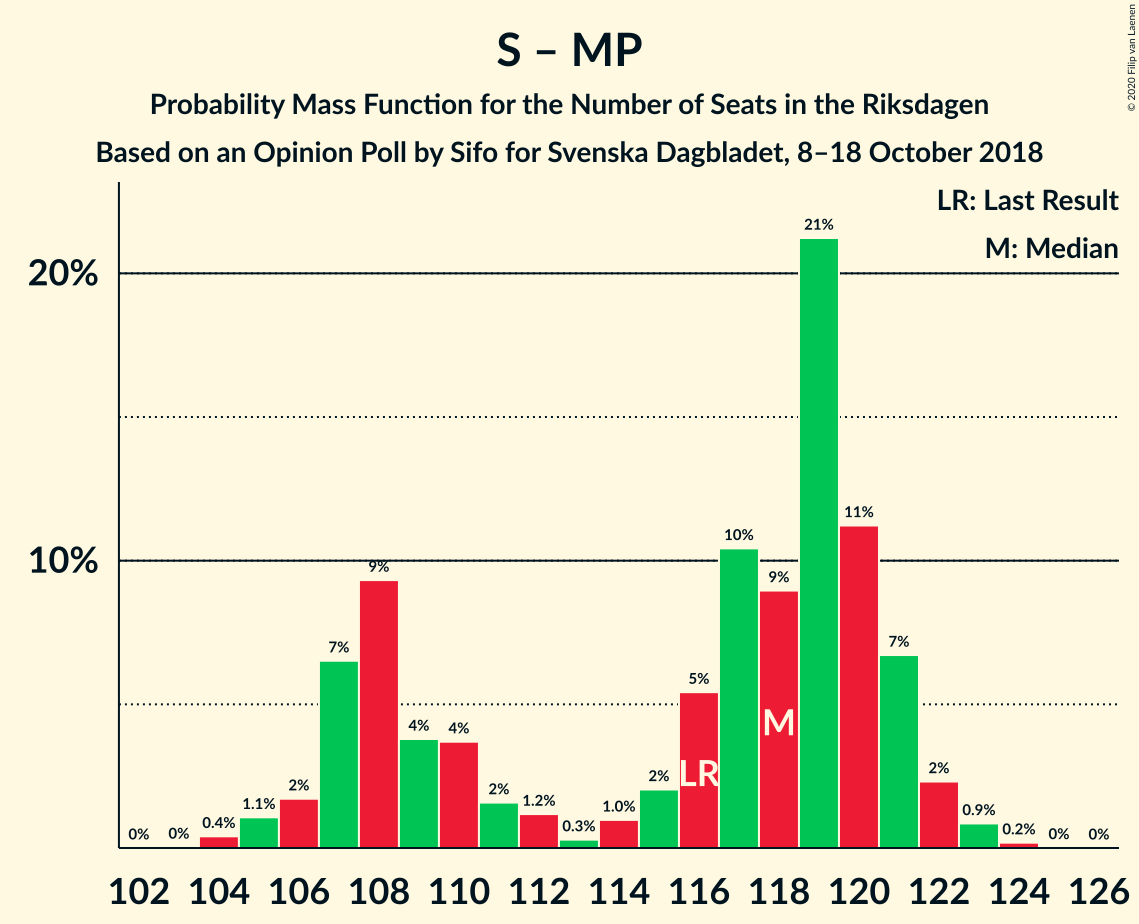 S – MP
Probability Mass Function for the Number of Seats in the Riksdagen
Based on an Opinion Poll by Sifo for Svenska Dagbladet, 8–18 October 2018
© 2020 Filip van Laenen
LR: Last Result
M: Median
20%
10%
0% 0% 0.4% 1.1% 2% 7% 9% 4% 4% 2% 1.2% 0.3% 1.0% 2% 5% 10% 9% 21% 11% 7% 2% 0.9% 0.2% 0% 0%
LR M
102 104 106 108 110 112 114 116 118 120 122 124 126